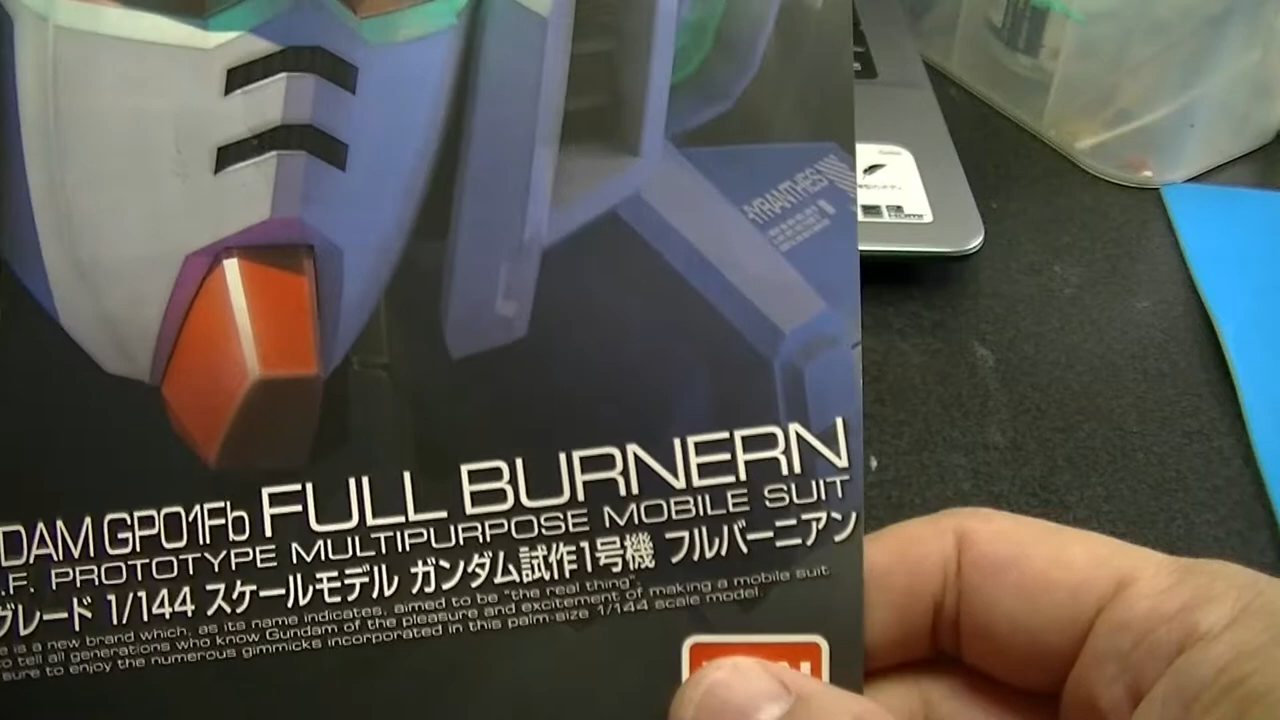 ZEPHYRANTHES
DAM GP01Fb FULL BURNERN
.F. PROTOTYPE MULTIPURPOSE MOBILE SUIT
グレード 1/144 スケールモデル ガンダム試作1号機 フルバーニアン
e is a new brand which, as its name indicates, aimed to be "the real thing".
o tell all generations who know Gundam of the pleasure and excitement of making a mobile suit
sure to enjoy the numerous gimmicks incorporated in this palm-size 1/144 scale model.
HDMI